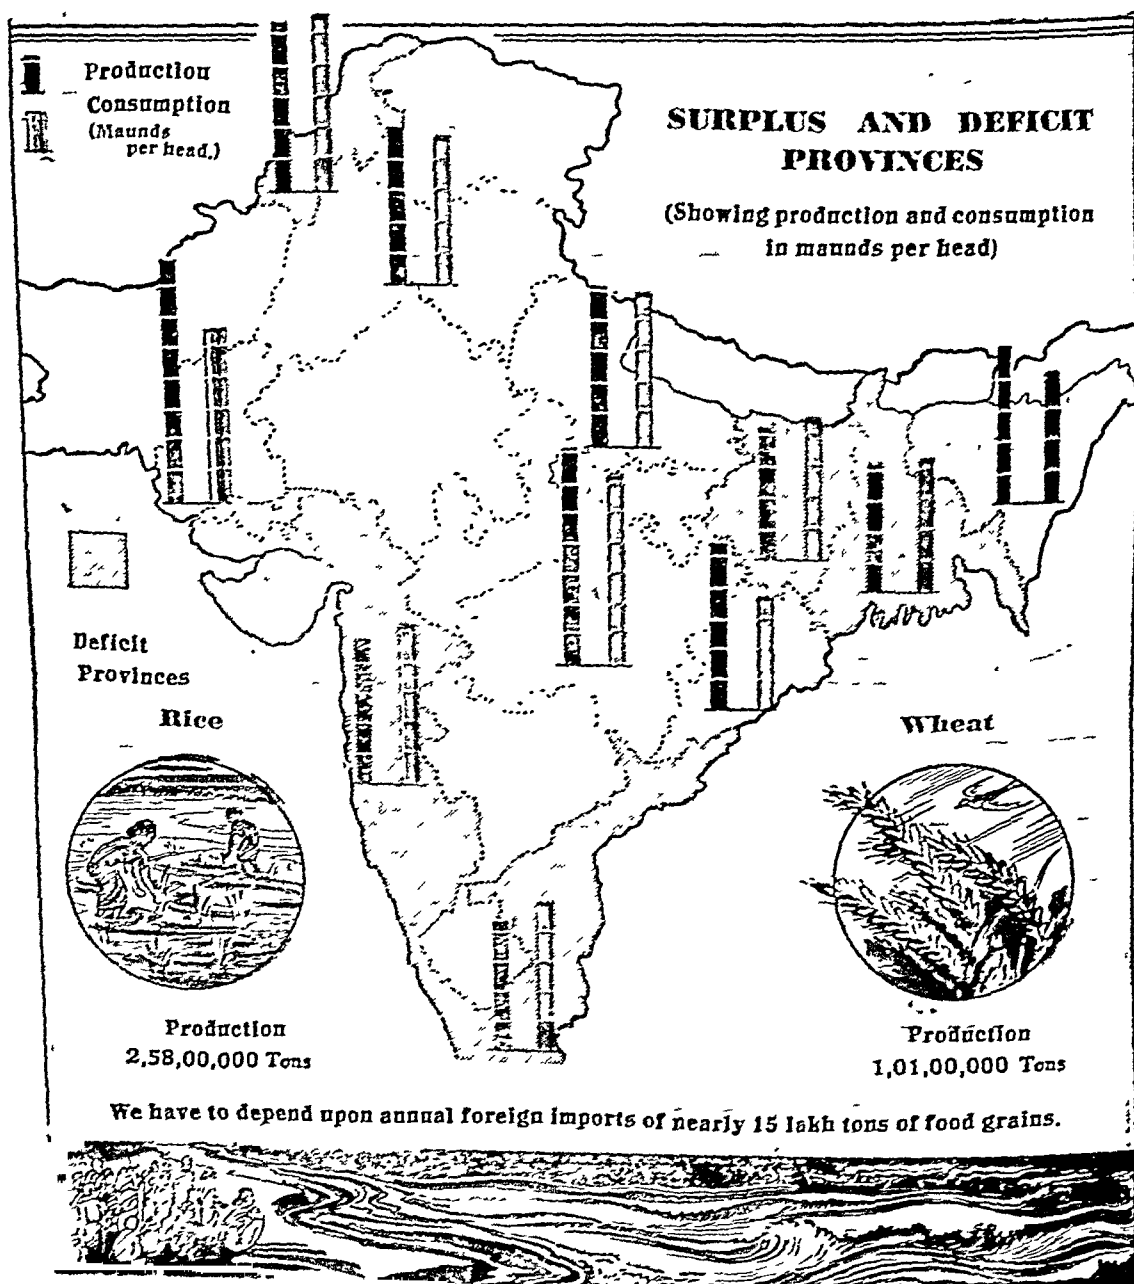 Production
Consumption
(Maunds
per head.)
SURPLUS AND DEFICIT
PROVINCES
(Showing production and consumption
in maunds per head)
Deficit
Provinces
Rice
Wheat
Production
2,58,00,000 Tons
Production
1,01,00,000 Tons
We have to depend upon annual foreign imports of nearly 15 lakh tons of food grains.